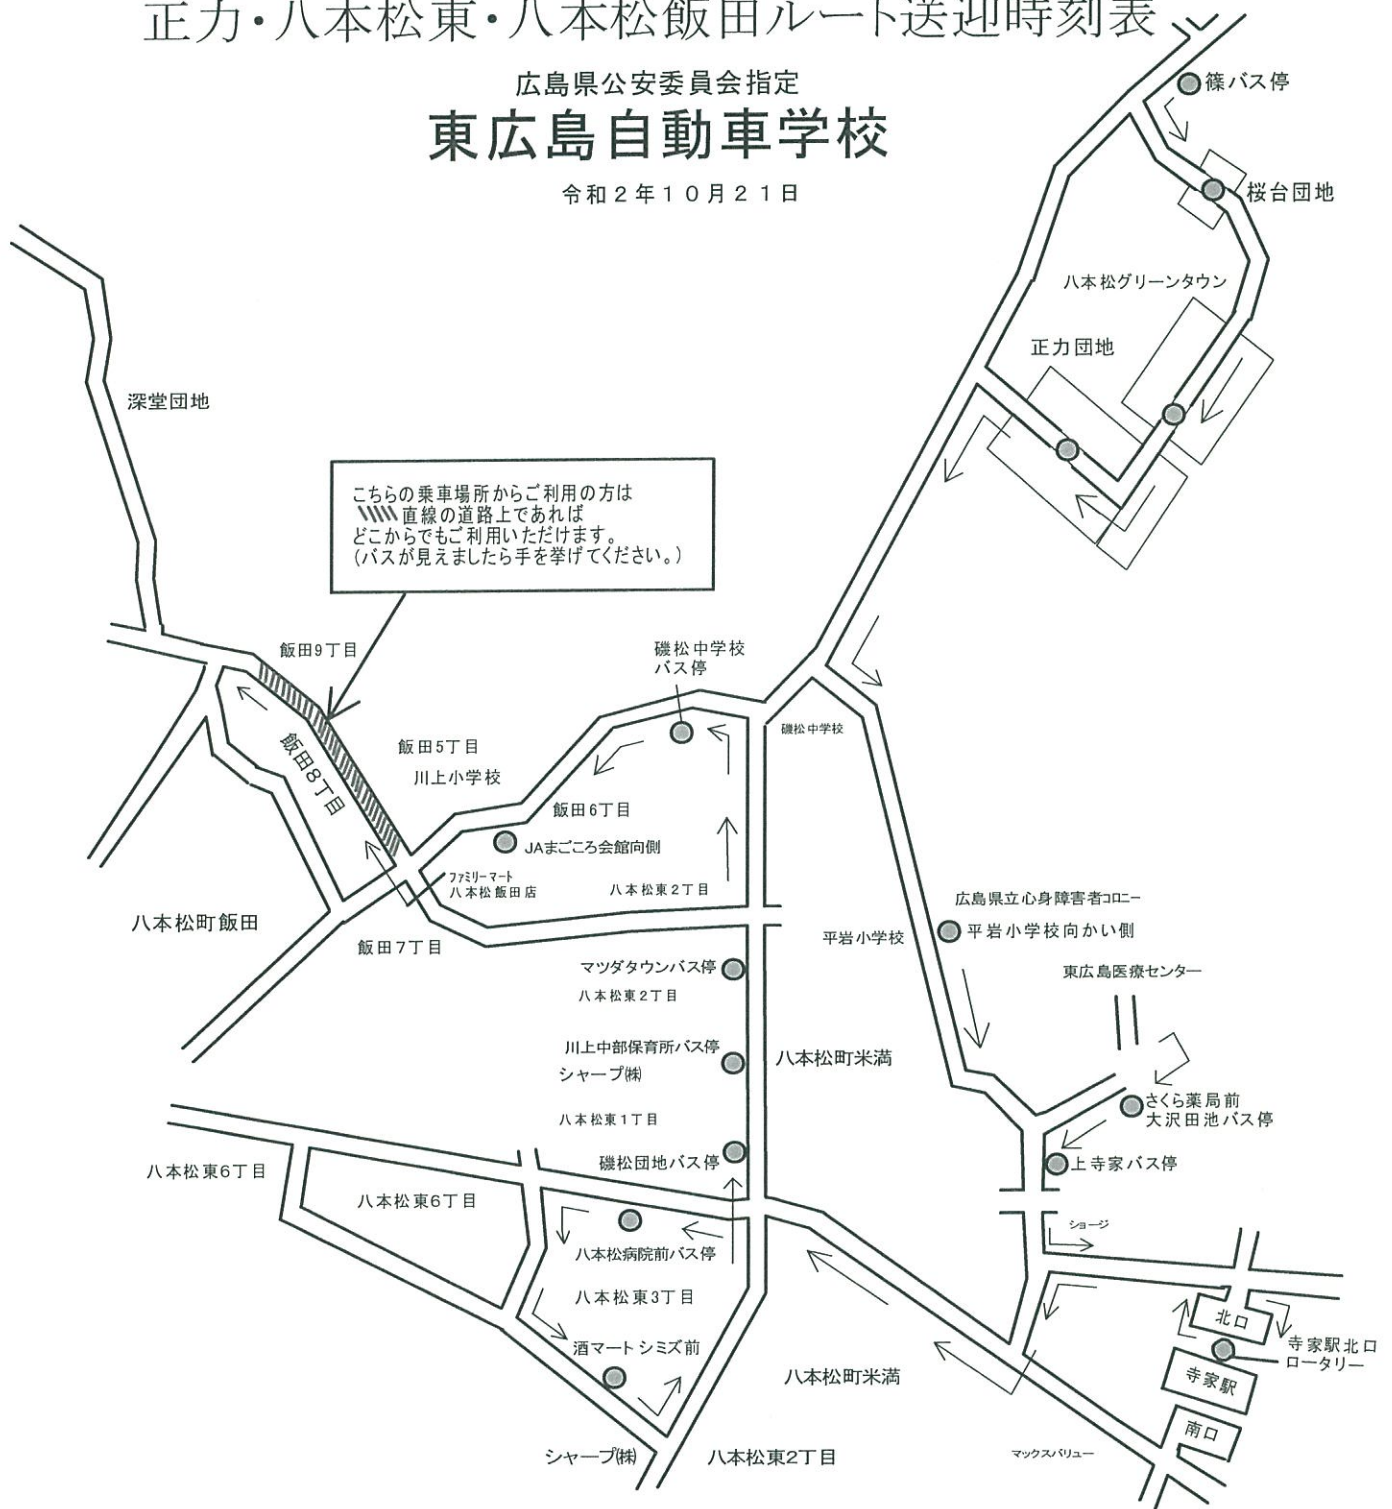 正力・八本松東・八本松飯田ルート送迎時刻表
広島県公安委員会指定
東広島自動車学校
令和２年１０月２１日
篠バス停
桜台団地
八本松グリーンタウン
正力団地
深堂団地
こちらの乗車場所からご利用の方は
直線の道路上であれば
どこからでもご利用いただけます。
(バスが見えましたら手を挙げてください。)
飯田9丁目
磯松中学校
バス停
磯松中学校
飯田5丁目
川上小学校
飯田8丁目
飯田6丁目
JAまごころ会館向側
ファミリーマート
八本松飯田店
八本松東2丁目
広島県立心身障害者コロニー
平岩小学校向かい側
平岩小学校
八本松町飯田
飯田7丁目
マツダタウンバス停
八本松東2丁目
東広島医療センター
川上中部保育所バス停
シャープ㈱
八本松町米満
八本松東1丁目
さくら薬局前
大沢田池バス停
磯松団地バス停
上寺家バス停
八本松東6丁目
八本松東6丁目
ショージ
八本松病院前バス停
八本松東3丁目
北口
寺家駅北口
ロータリー
酒マートシミズ前
八本松町米満
寺家駅
南口
シャープ㈱
八本松東2丁目
マックスバリュー